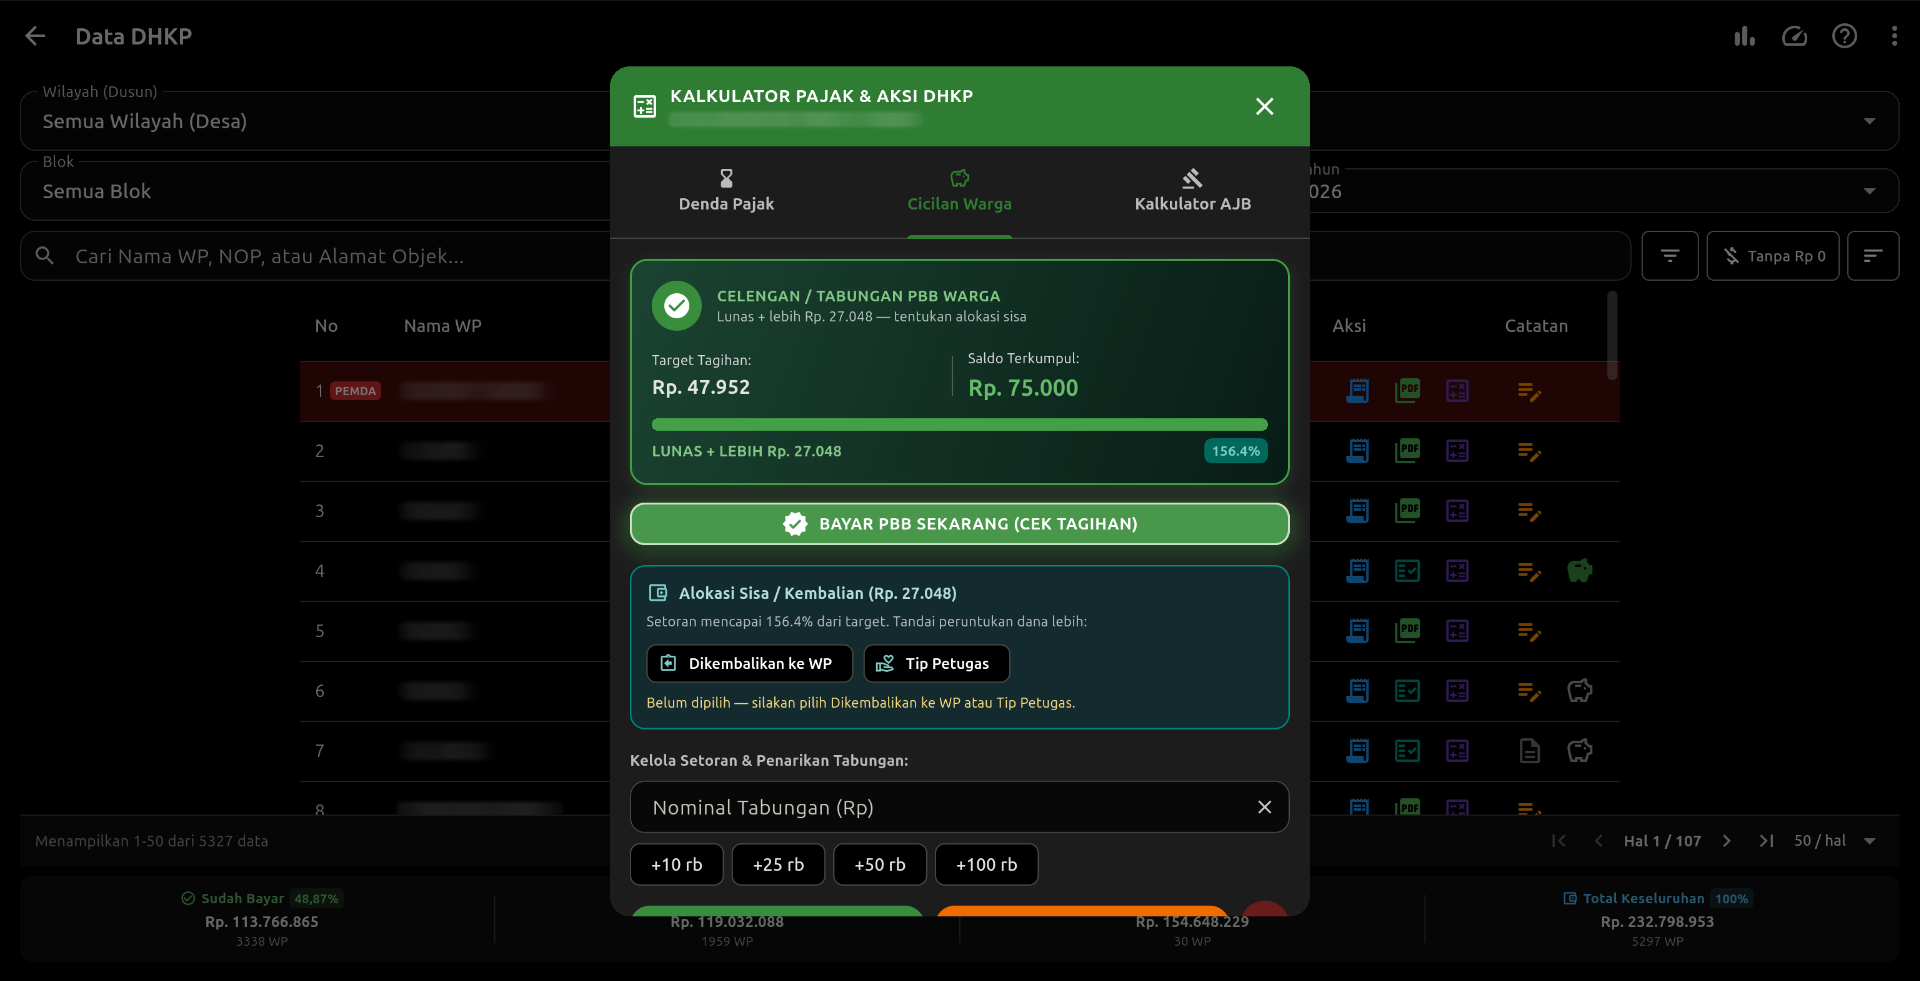 Data DHKP
Wilayah (Dusun)
Semua Wilayah (Desa)
Blok
Semua Blok
ahun
026
Cari Nama WP, NOP, atau Alamat Objek...
Tanpa Rp 0
No
Nama WP
Aksi
Catatan
1 PEMDA
2
3
4
5
6
7
8
PDF
PDF
PDF
PDF
PDF
KALKULATOR PAJAK & AKSI DHKP
Denda Pajak
Cicilan Warga
Kalkulator AJB
CELENGAN / TABUNGAN PBB WARGA
Lunas + lebih Rp. 27.048 — tentukan alokasi sisa
Target Tagihan:
Rp. 47.952
Saldo Terkumpul:
Rp. 75.000
LUNAS + LEBIH Rp. 27.048
156.4%
BAYAR PBB SEKARANG (CEK TAGIHAN)
Alokasi Sisa / Kembalian (Rp. 27.048)
Setoran mencapai 156.4% dari target. Tandai peruntukan dana lebih:
Dikembalikan ke WP
Tip Petugas
Belum dipilih — silakan pilih Dikembalikan ke WP atau Tip Petugas.
Kelola Setoran & Penarikan Tabungan:
Nominal Tabungan (Rp)
+10 rb
+25 rb
+50 rb
+100 rb
Menampilkan 1-50 dari 5327 data
Hal 1 / 107
50 / hal
Sudah Bayar 48,87%
Rp. 113.766.865
3338 WP
Rp. 119.032.088
1959 WP
Rp. 154.648.229
30 WP
Total Keseluruhan 100%
Rp. 232.798.953
5297 WP